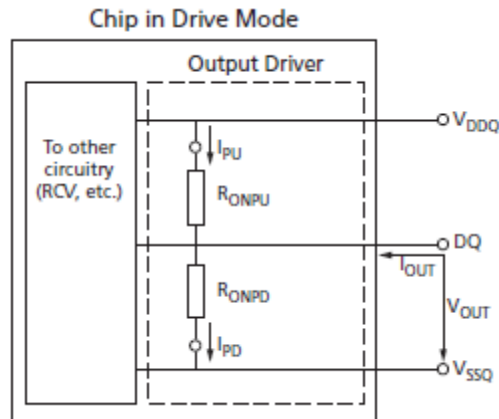 Chip in Drive Mode
Output Driver
To other
circuitry
(RCV, etc.)
VDDQ
IPU
RONPU
DQ
IOUT
RONPD
VOUT
IPD
VSSQ